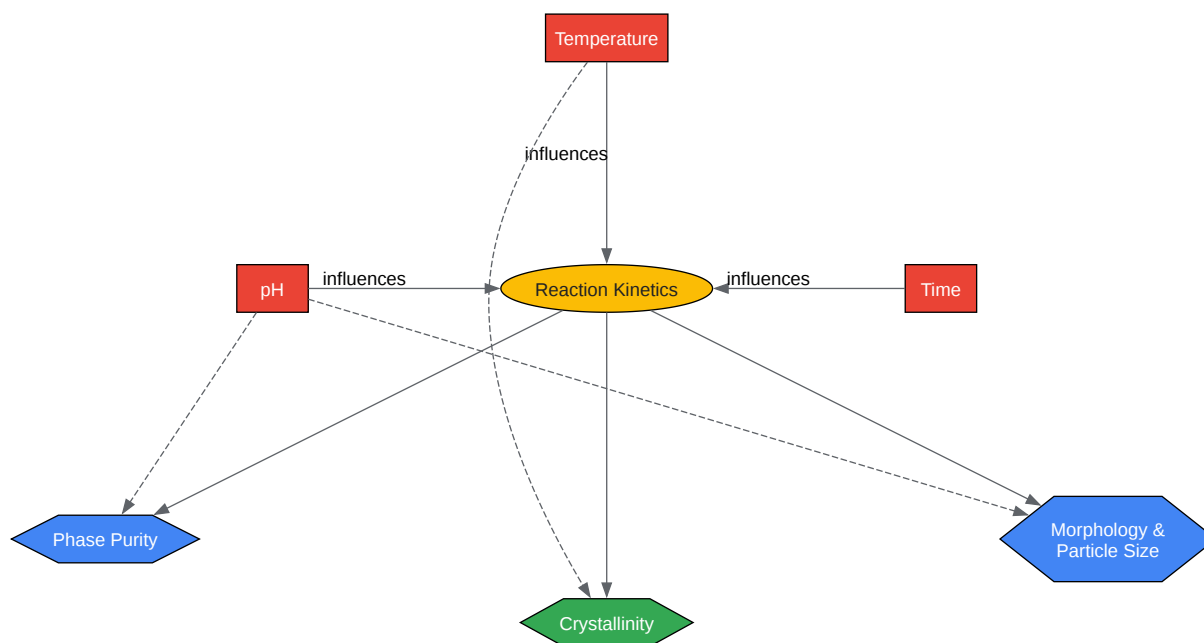 Temperature
influences
pH
influences
Reaction Kinetics
influences
Time
Phase Purity
Morphology &
Particle Size
Crystallinity